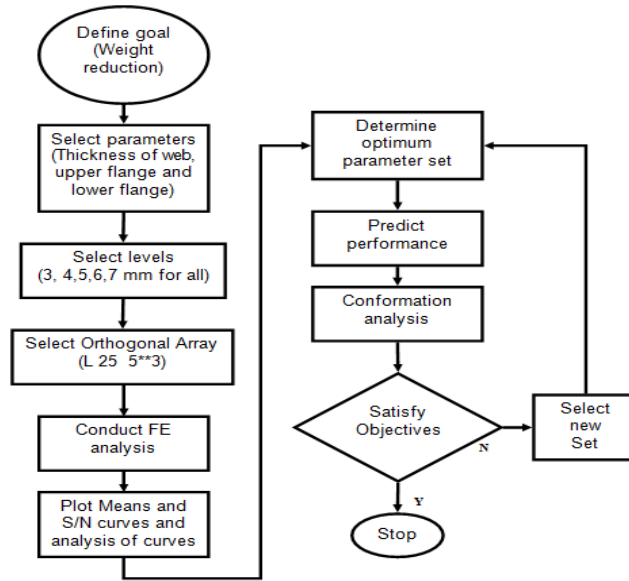 Define goal
(Weight
reduction)
Select parameters
(Thickness of web,
upper flange and
lower flange)
Select levels
(3, 4,5,6,7 mm for all)
Select Orthogonal Array
(L 25 5**3)
Conduct FE
analysis
Plot Means and
S/N curves and
analysis of curves
Determine
optimum
parameter set
Predict
performance
Conformation
analysis
Satisfy
Objectives
N
Select
new
Set
Y
Stop